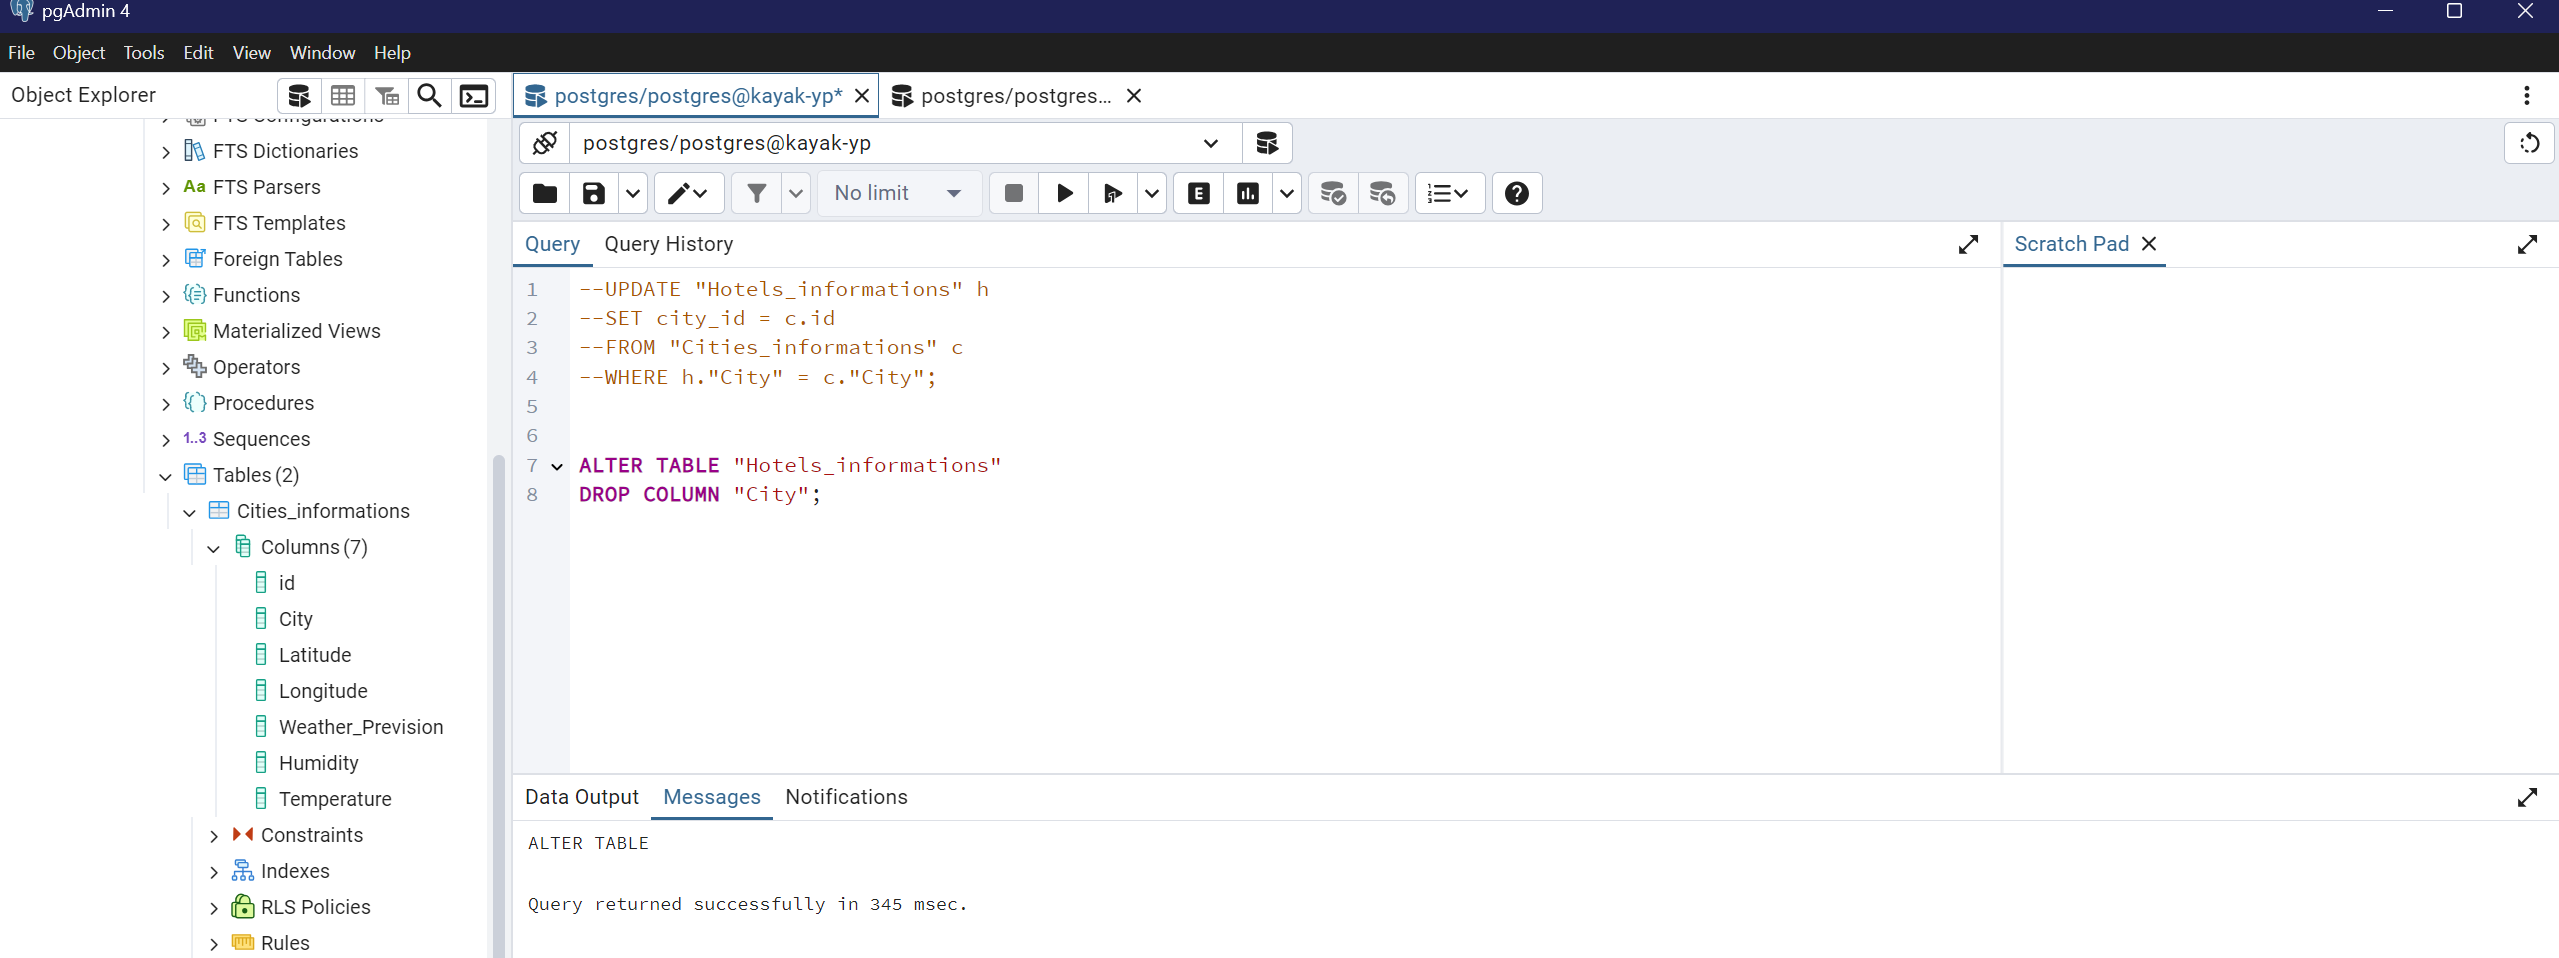 pgAdmin 4
File Object Tools Edit View Window Help
Object Explorer
postgres/postgres@kayak-yp*
postgres/postgres...
postgres/postgres@kayak-yp
No limit
Query
Query History
Scratch Pad
FTS Configurations
FTS Dictionaries
Aa FTS Parsers
FTS Templates
Foreign Tables
Functions
Materialized Views
Operators
Procedures
1..3 Sequences
Tables (2)
Cities_informations
Columns (7)
id
City
Latitude
Longitude
Weather_Prevision
Humidity
Temperature
Constraints
Indexes
RLS Policies
Rules
1 --UPDATE "Hotels_informations" h
2 --SET city_id = c.id
3 --FROM "Cities_informations" c
4 --WHERE h."City" = c."City";
5
6
7 ALTER TABLE "Hotels_informations"
8 DROP COLUMN "City";
Data Output Messages Notifications
ALTER TABLE
Query returned successfully in 345 msec.